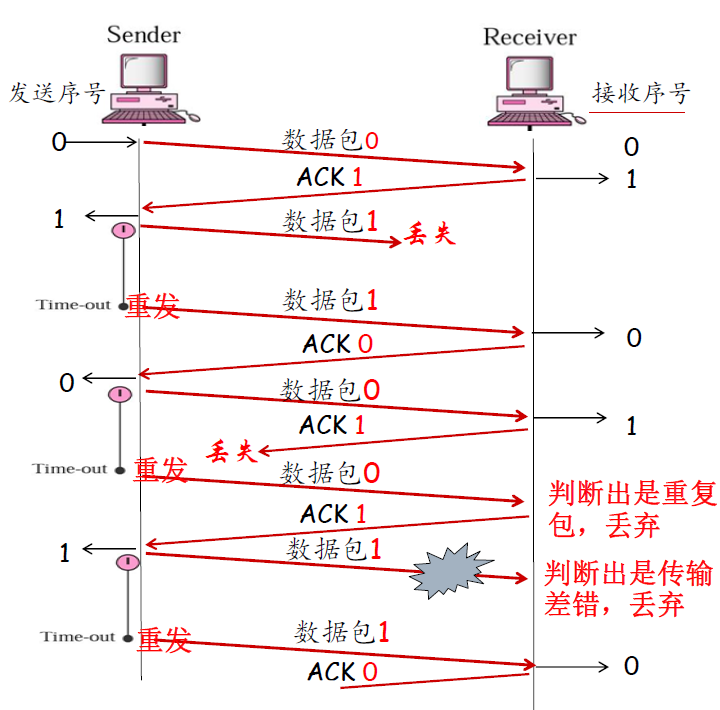 Sender
Receiver
发送序号
接收序号
0
数据包0
0
ACK 1
1
1
数据包1
丢失
Time-out
重发
数据包1
0
ACK 0
0
数据包0
ACK 1
1
丢失
Time-out
重发
数据包0
判断出是重复
包，丢弃
ACK 1
1
数据包1
判断出是传输
差错，丢弃
Time-out
重发
数据包1
0
ACK 0